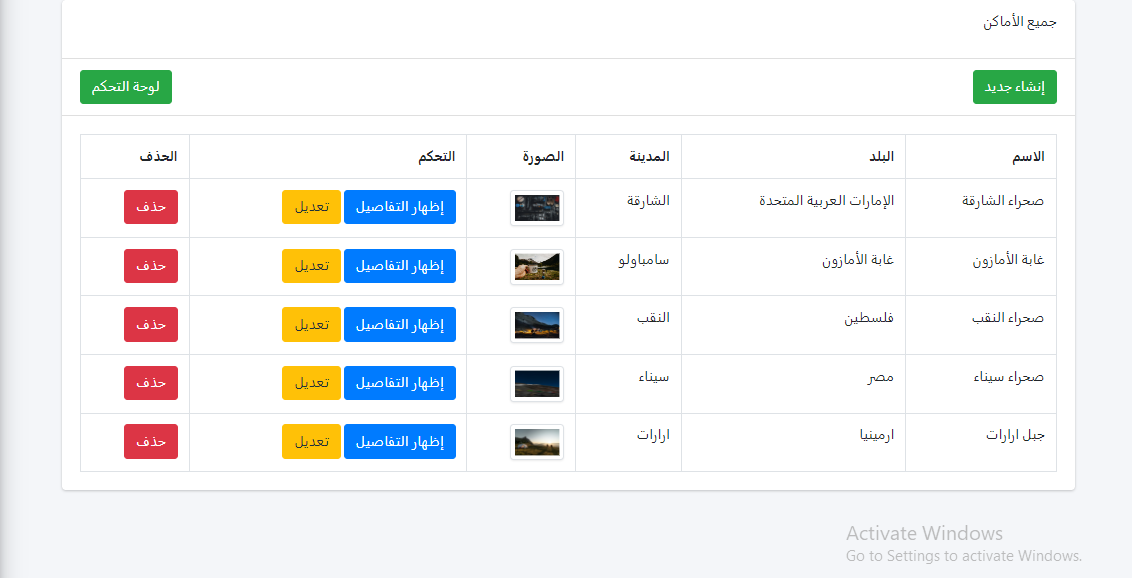 جميع الأماكن
إنشاء جديد لوحة التحكم
الاسم البلد المدينة الصورة التحكم الحذف
صحراء الشارقة الإمارات العربية المتحدة الشارقة إظهار التفاصيل تعديل حذف
غابة الأمازون غابة الأمازون سامباولو إظهار التفاصيل تعديل حذف
صحراء النقب فلسطين النقب إظهار التفاصيل تعديل حذف
صحراء سيناء مصر سيناء إظهار التفاصيل تعديل حذف
جبل ارارات ارمينيا ارارات إظهار التفاصيل تعديل حذف
Activate Windows
Go to Settings to activate Windows.